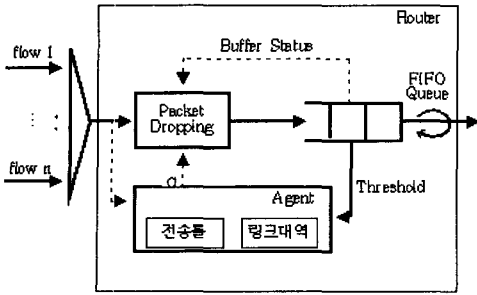 Router
Buffer Status
flow 1
FIFO
Queue
Packet
Dropping
flow n
α
Threshold
Agent
전송률
링크대역